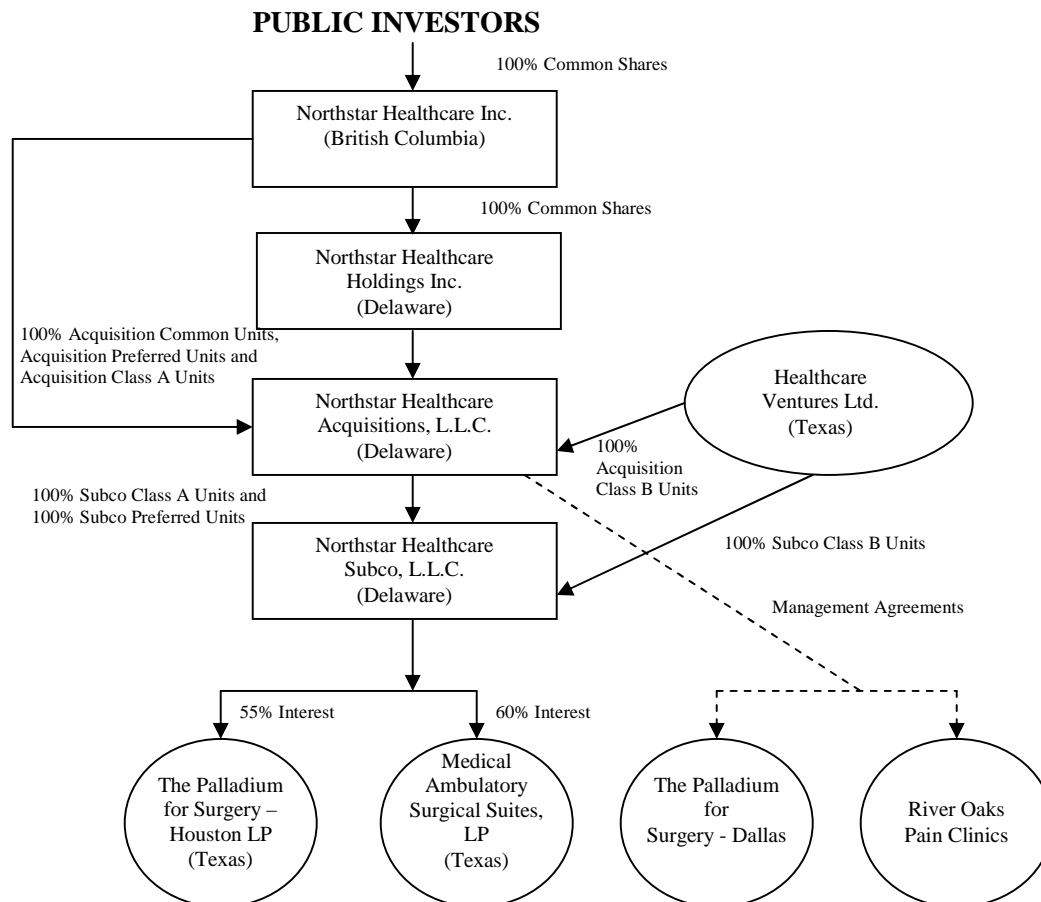 PUBLIC INVESTORS
100% Common Shares
Northstar Healthcare Inc.
(British Columbia)
100% Common Shares
Northstar Healthcare
Holdings Inc.
(Delaware)
100% Acquisition Common Units,
Acquisition Preferred Units and
Acquisition Class A Units
Northstar Healthcare
Acquisitions, L.L.C.
(Delaware)
Healthcare
Ventures Ltd.
(Texas)
100%
Acquisition
Class B Units
100% Subco Class A Units and
100% Subco Preferred Units
Northstar Healthcare
Subco, L.L.C.
(Delaware)
100% Subco Class B Units
Management Agreements
55% Interest
60% Interest
The Palladium
for Surgery –
Houston LP
(Texas)
Medical
Ambulatory
Surgical Suites,
LP
(Texas)
The Palladium
for
Surgery - Dallas
River Oaks
Pain Clinics